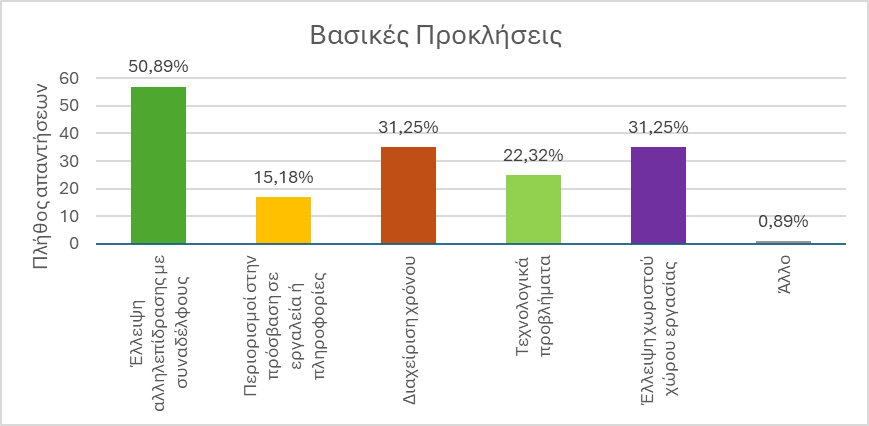 Βασικές Προκλήσεις
Πλήθος απαντήσεων
60
50
40
30
20
10
0
50,89%
15,18%
31,25%
22,32%
31,25%
0,89%
Έλλειψη
αλληλεπίδρασης με
συναδέλφους
Περιορισμοί στην
πρόσβαση σε
εργαλεία ή
πληροφορίες
Διαχείριση χρόνου
Τεχνολογικά
προβλήματα
Έλλειψη χωριστού
χώρου εργασίας
Άλλο